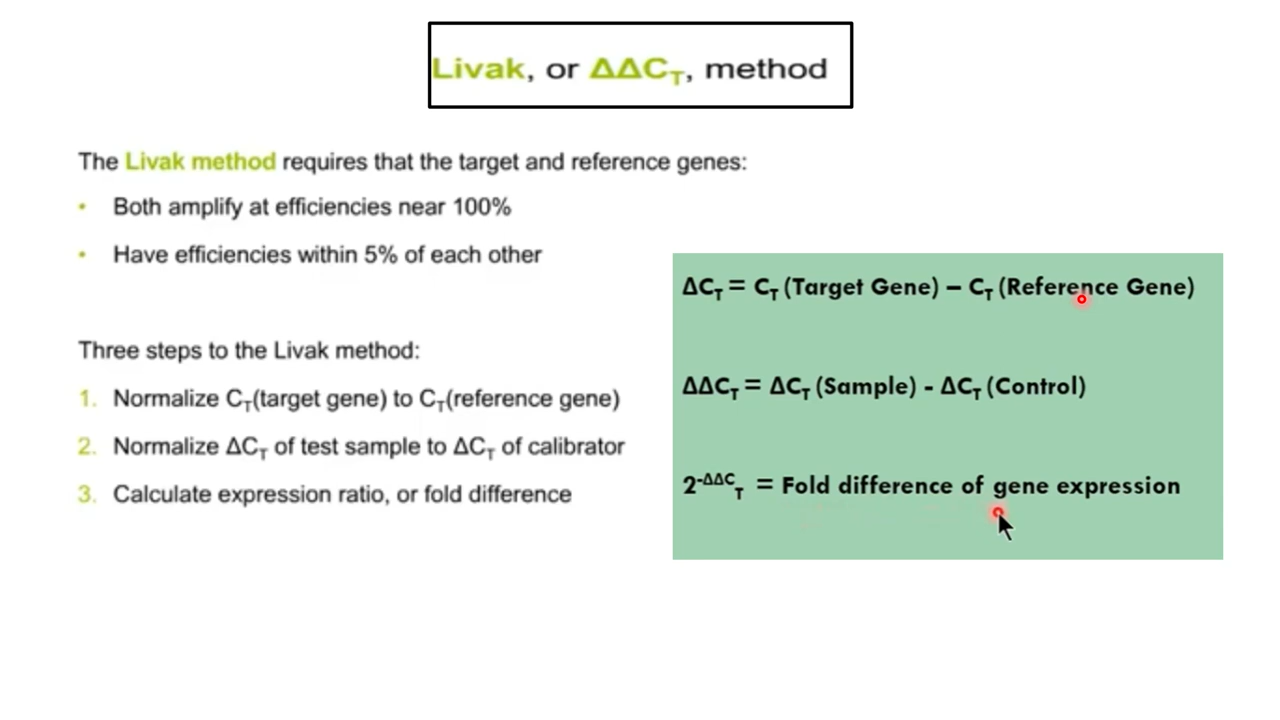 Livak, or ΔΔCT, method
The Livak method requires that the target and reference genes:
• Both amplify at efficiencies near 100%
• Have efficiencies within 5% of each other
Three steps to the Livak method:
1. Normalize CT(target gene) to CT(reference gene)
2. Normalize ΔCT of test sample to ΔCT of calibrator
3. Calculate expression ratio, or fold difference
ΔCT = CT (Target Gene) – CT (Reference Gene)
ΔΔCT = ΔCT (Sample) - ΔCT (Control)
2-ΔΔCT = Fold difference of gene expression